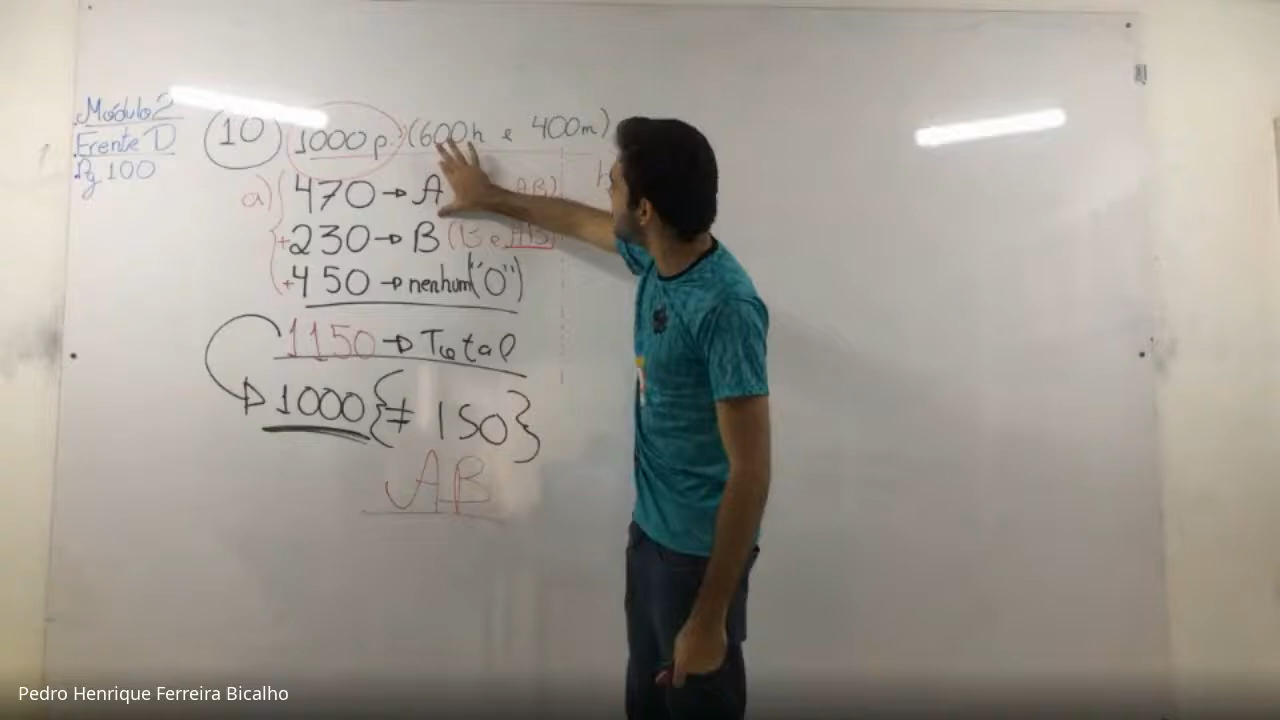 Módulo 2
Frente D
Pg 100
10 1000 p. (600h e 400m)
a) 470 → A AB)
+230 → B (B e AB)
+450 → nenhum ("O")
1150 → Total
1000 {≠ 150}
AB
Pedro Henrique Ferreira Bicalho